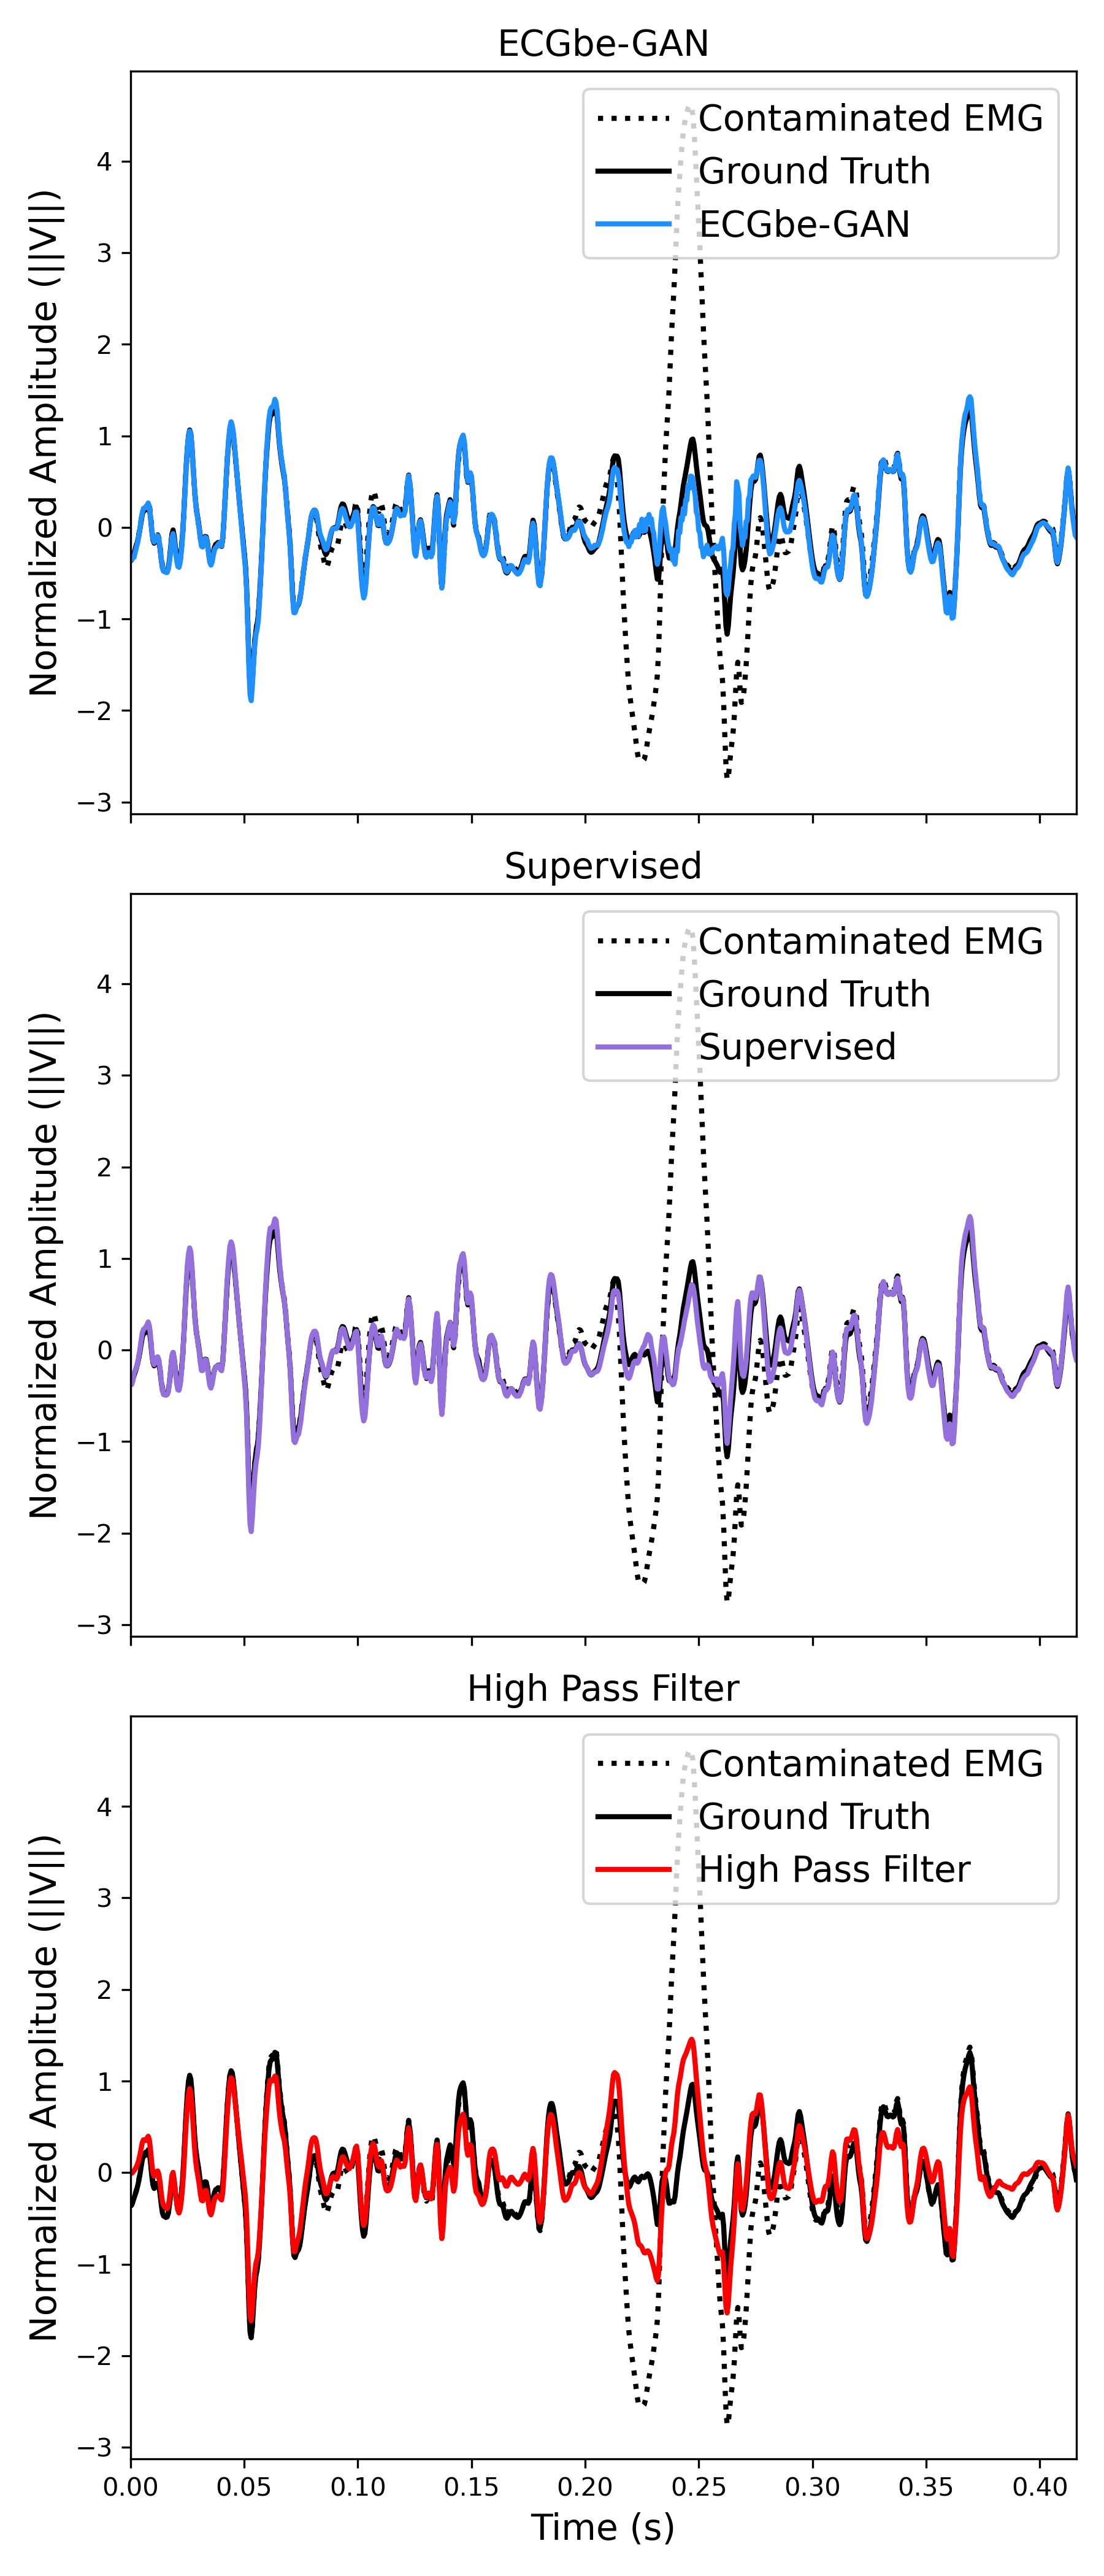 ECGbe-GAN
Contaminated EMG
Ground Truth
ECGbe-GAN
Normalized Amplitude (||V||)
4
3
2
1
0
−1
−2
−3
Supervised
Contaminated EMG
Ground Truth
Supervised
Normalized Amplitude (||V||)
4
3
2
1
0
−1
−2
−3
High Pass Filter
Contaminated EMG
Ground Truth
High Pass Filter
Normalized Amplitude (||V||)
4
3
2
1
0
−1
−2
−3
0.00 0.05 0.10 0.15 0.20 0.25 0.30 0.35 0.40
Time (s)